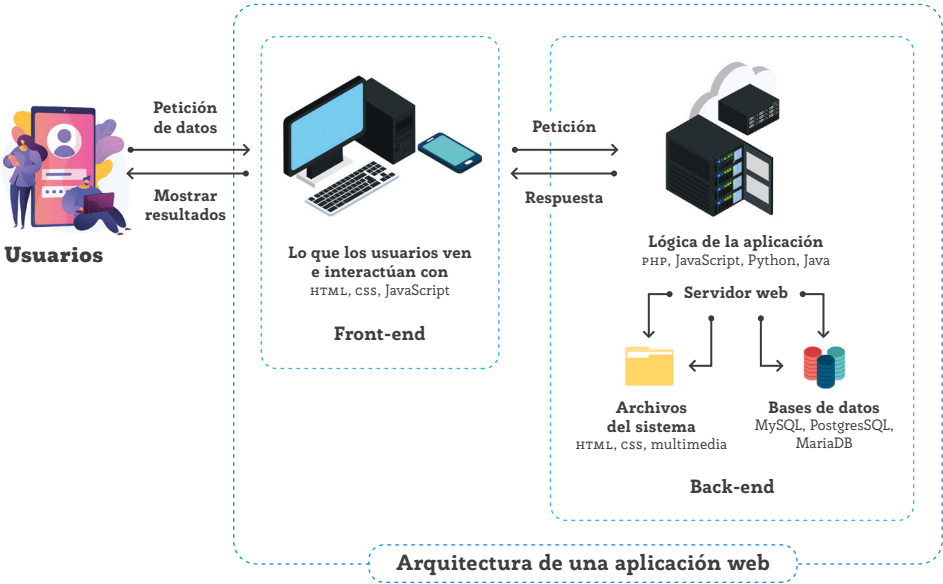 Petición
de datos
Mostrar
resultados
Usuarios
Lo que los usuarios ven
e interactúan con
HTML, CSS, JavaScript
Front-end
Petición
Respuesta
Lógica de la aplicación
PHP, JavaScript, Python, Java
Servidor web
Archivos
del sistema
HTML, CSS, multimedia
Bases de datos
MySQL, PostgresSQL,
MariaDB
Back-end
Arquitectura de una aplicación web